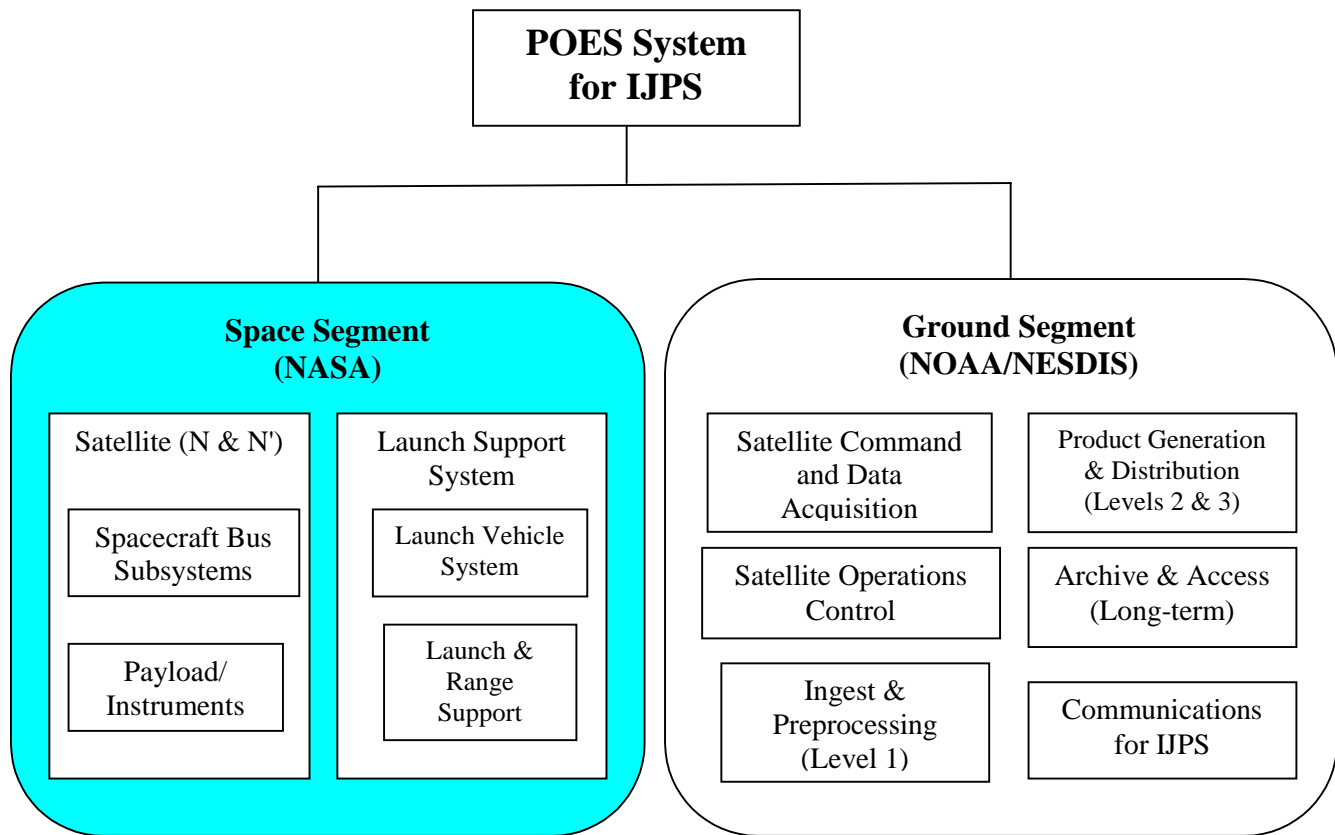 POES System
for IJPS
Space Segment
(NASA)
Satellite (N & N')
Spacecraft Bus
Subsystems
Payload/
Instruments
Launch Support
System
Launch Vehicle
System
Launch &
Range
Support
Ground Segment
(NOAA/NESDIS)
Satellite Command
and Data
Acquisition
Satellite Operations
Control
Ingest &
Preprocessing
(Level 1)
Product Generation
& Distribution
(Levels 2 & 3)
Archive & Access
(Long-term)
Communications
for IJPS